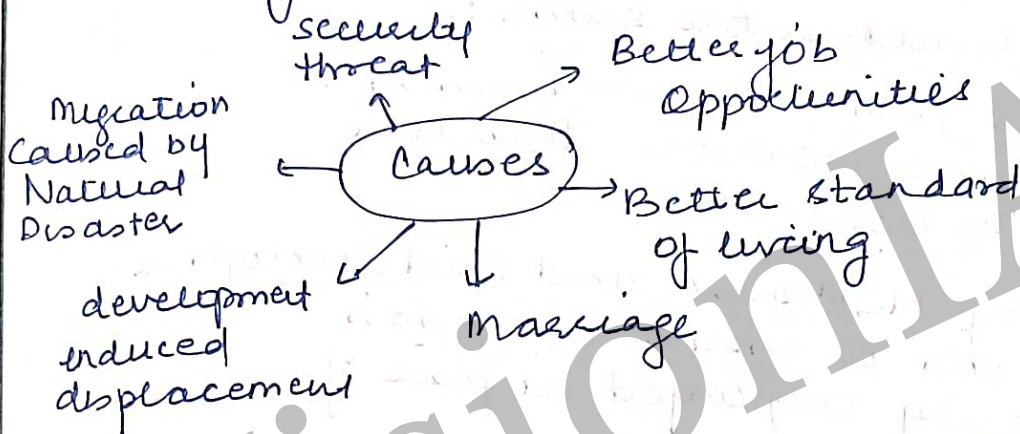 security
threat
Better job
Opportunities
Migration
Caused by
Natural
Disaster
Causes
Better standard
of living
development
induced
displacement
Marriage
isionIA